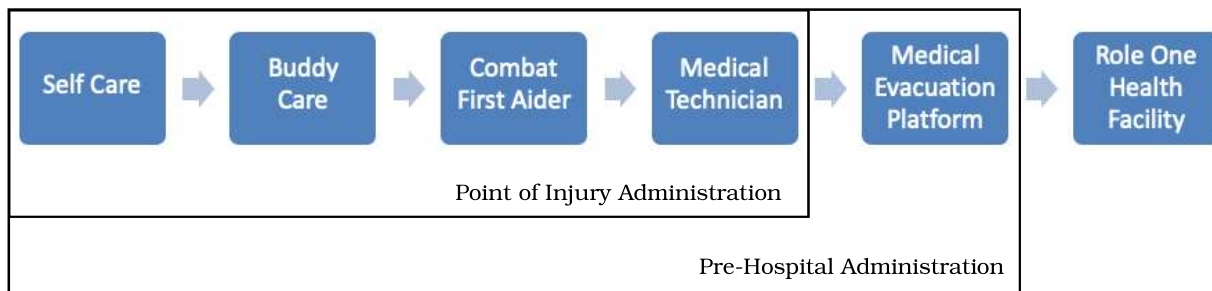 Self Care
Buddy
Care
Combat
First Aider
Medical
Technician
Medical
Evacuation
Platform
Role One
Health
Facility
Point of Injury Administration
Pre-Hospital Administration